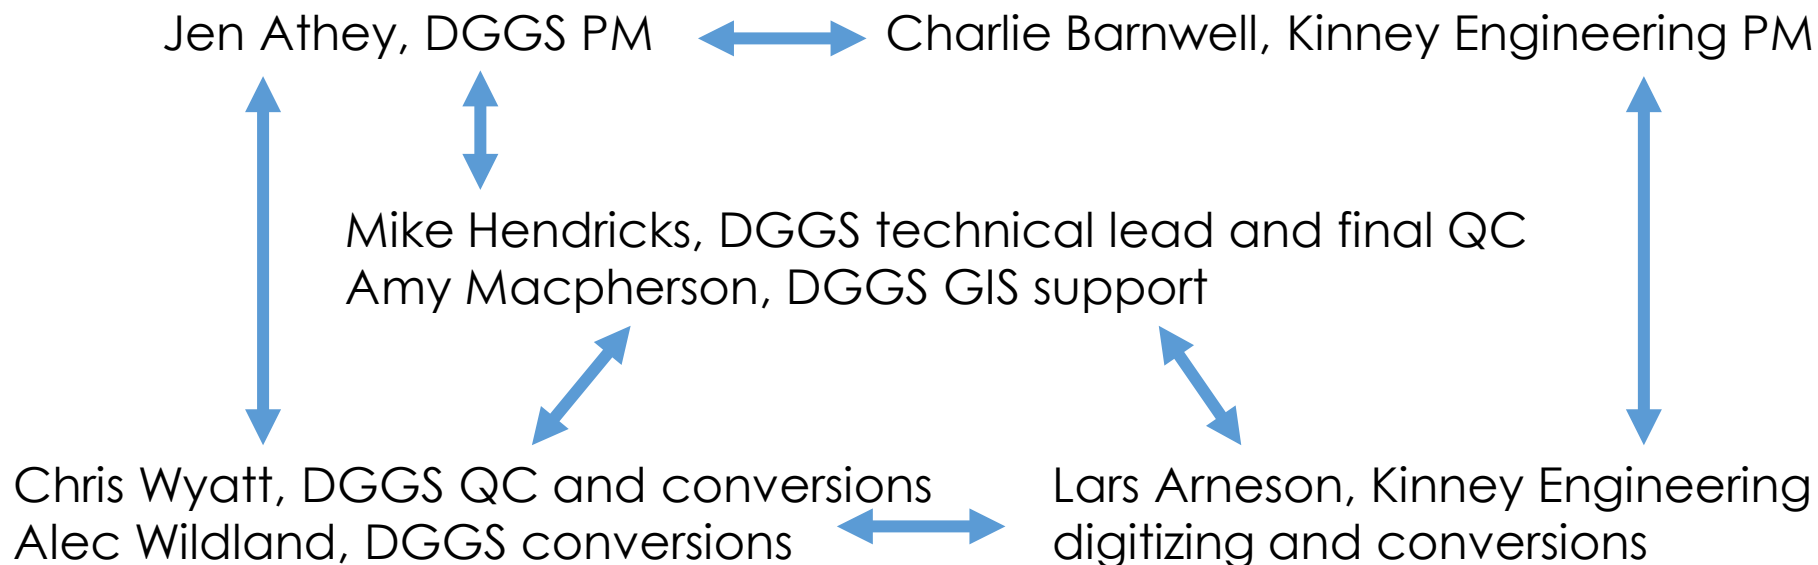 Jen Athey, DGGS PM
Charlie Barnwell, Kinney Engineering PM
Mike Hendricks, DGGS technical lead and final QC
Amy Macpherson, DGGS GIS support
Chris Wyatt, DGGS QC and conversions
Alec Wildland, DGGS conversions
Lars Arneson, Kinney Engineering
digitizing and conversions